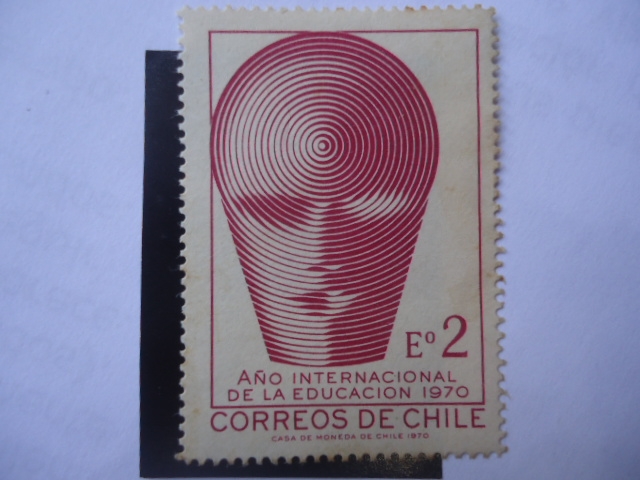 Eº 2
AÑO INTERNACIONAL
DE LA EDUCACION 1970
CORREOS DE CHILE
CASA DE MONEDA DE CHILE 1970